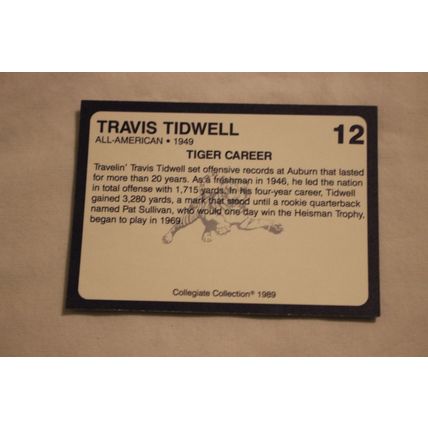 TRAVIS TIDWELL
12
ALL-AMERICAN • 1949
TIGER CAREER
Travelin' Travis Tidwell set offensive records at Auburn that lasted
for more than 20 years. As a freshman in 1946, he led the nation
in total offense with 1,715 yards. In his four-year career, Tidwell
gained 3,280 yards, a mark that stood until a rookie quarterback
named Pat Sullivan, who would one day win the Heisman Trophy,
began to play in 1969.
Collegiate Collection® 1989